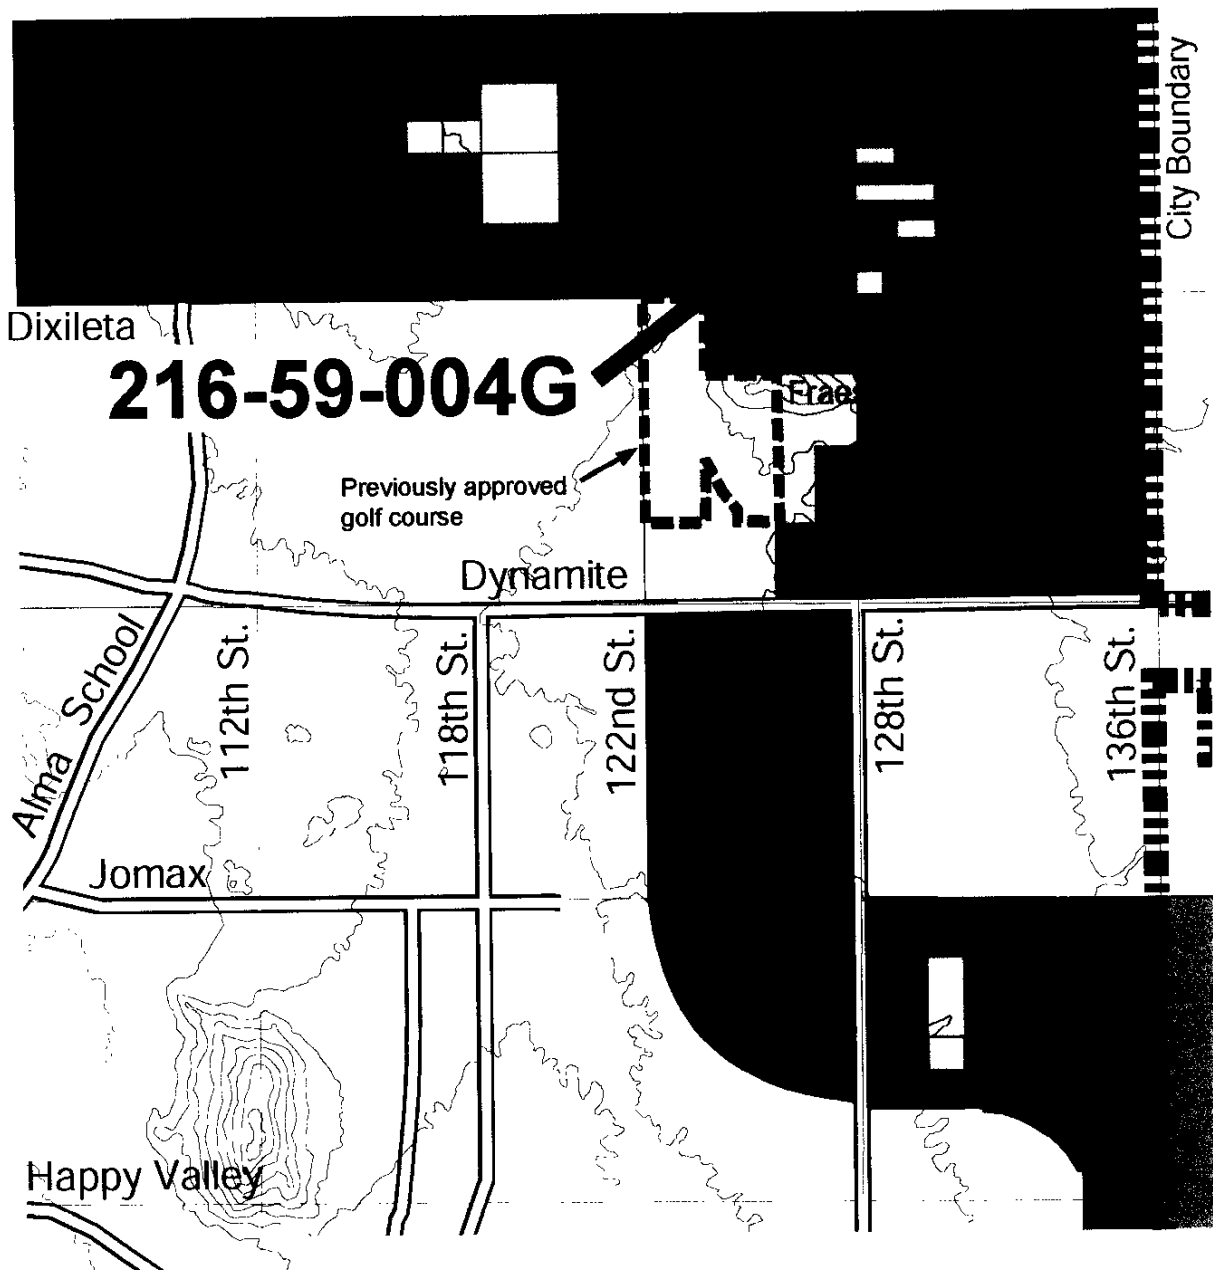 City Boundary
Dixileta
216-59-004G
Frae
Previously approved
golf course
Dynamite
Alma School
112th St.
118th St.
122nd St.
128th St.
136th St.
Jomax
Happy Valley